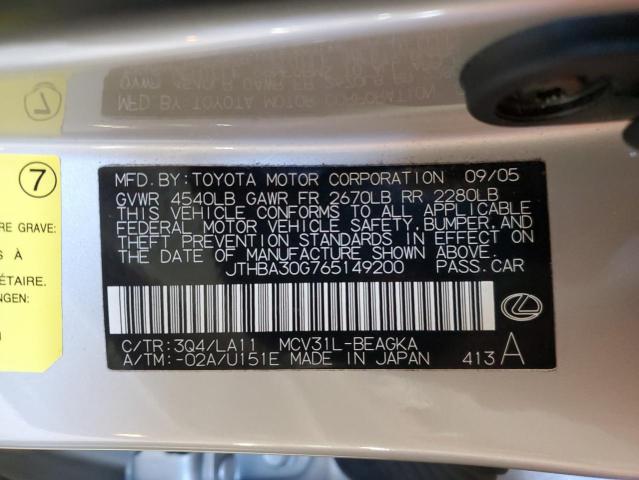 7
RE GRAVE:
S À
ÉTAIRE.
NGEN:
MFD.BY: TOYOTA MOTOR CORPORATION 09/05
GVWR 4540LB GAWR FR 2670LB RR 2280LB
THIS VEHICLE CONFORMS TO ALL APPLICABLE
FEDERAL MOTOR VEHICLE SAFETY, BUMPER, AND
THEFT PREVENTION STANDARDS IN EFFECT ON
THE DATE OF MANUFACTURE SHOWN ABOVE.
JTHBA30G765149200 PASS.CAR
C/TR: 3Q4/LA11 MCV31L-BEAGKA
A/TM: -02A/U151E MADE IN JAPAN 413 A